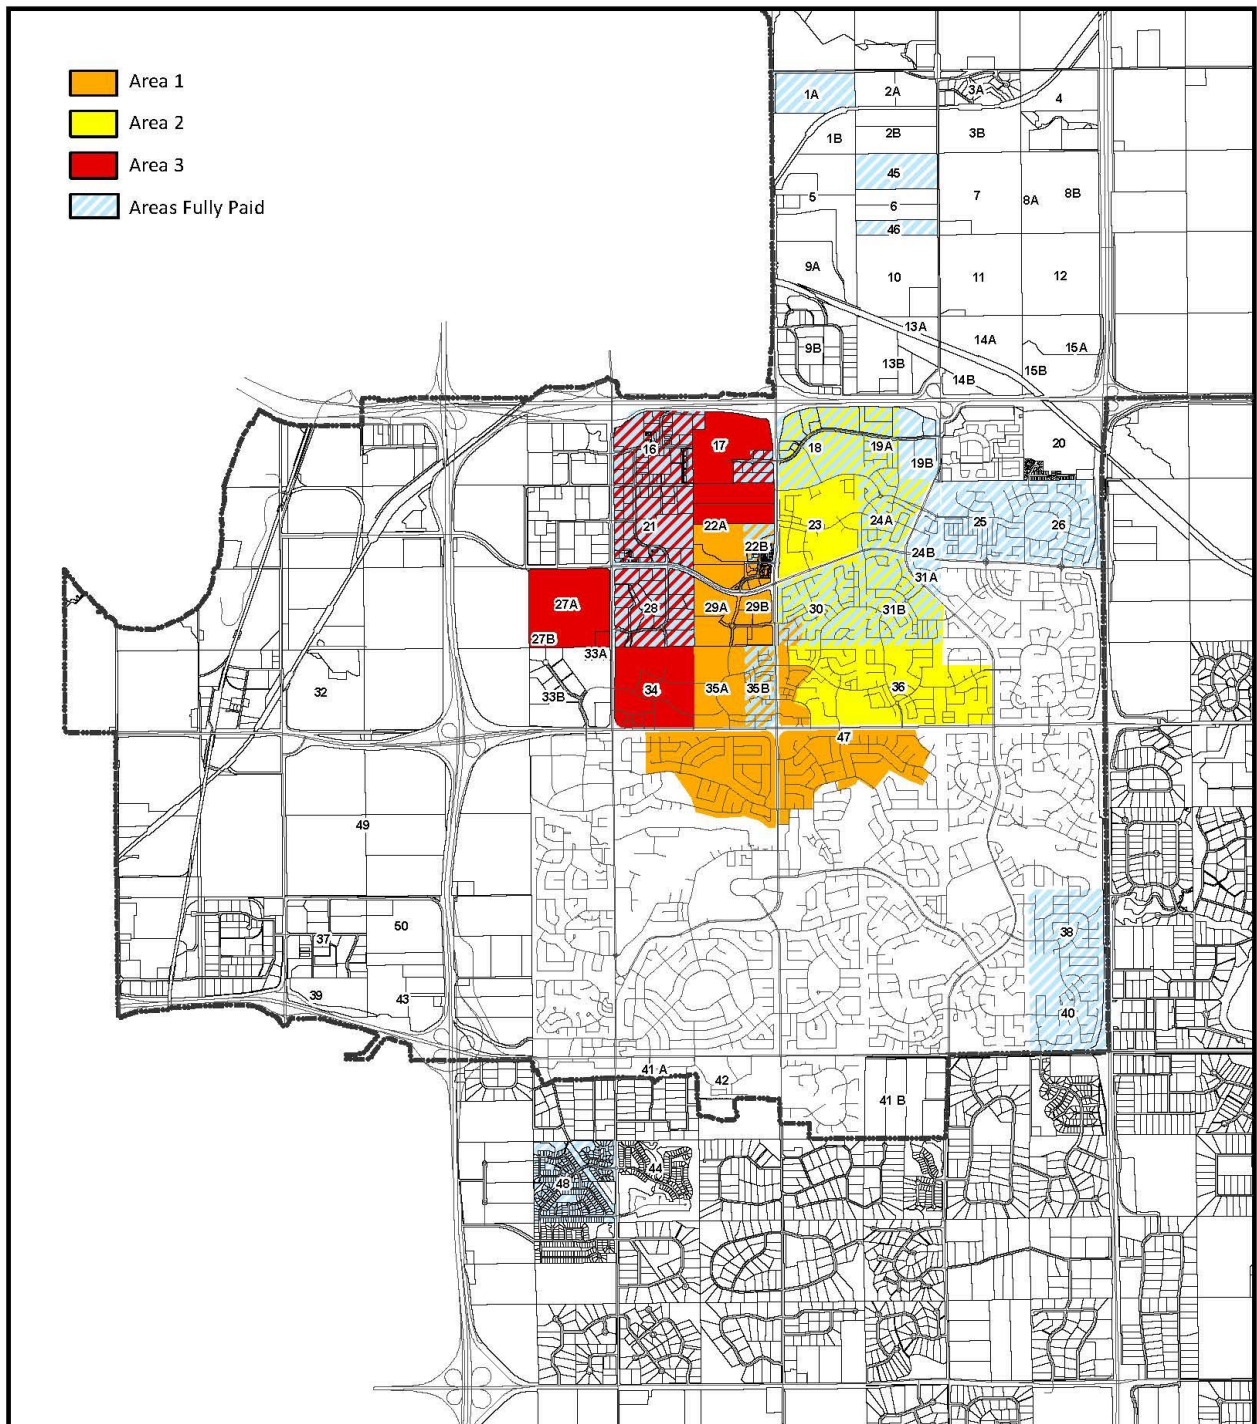 Area 1
Area 2
Area 3
Areas Fully Paid
1A
2A
3A
4
1B
2B
3B
45
5
6
7
8A
8B
46
9A
10
11
12
13A
14A
15A
9B
13B
14B
15B
16
17
18
19A
19B
20
21
22A
22B
23
24A
24B
25
26
27A
27B
28
29A
29B
30
31A
31B
32
33A
33B
34
35A
35B
36
47
49
37
50
38
39
43
40
41 A
42
41 B
44
48